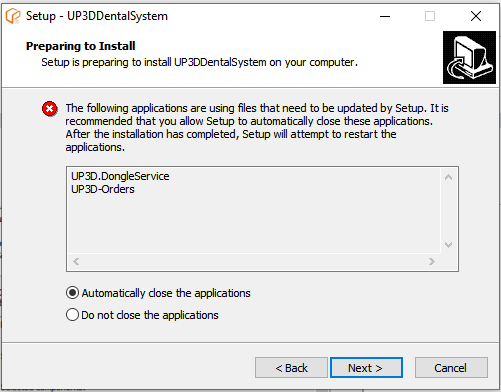 Setup - UP3DDentalSystem
Preparing to Install
Setup is preparing to install UP3DDentalSystem on your computer.
The following applications are using files that need to be updated by Setup. It is
recommended that you allow Setup to automatically close these applications.
After the installation has completed, Setup will attempt to restart the
applications.
UP3D.DongleService
UP3D-Orders
Automatically close the applications
Do not close the applications
< Back
Next >
Cancel